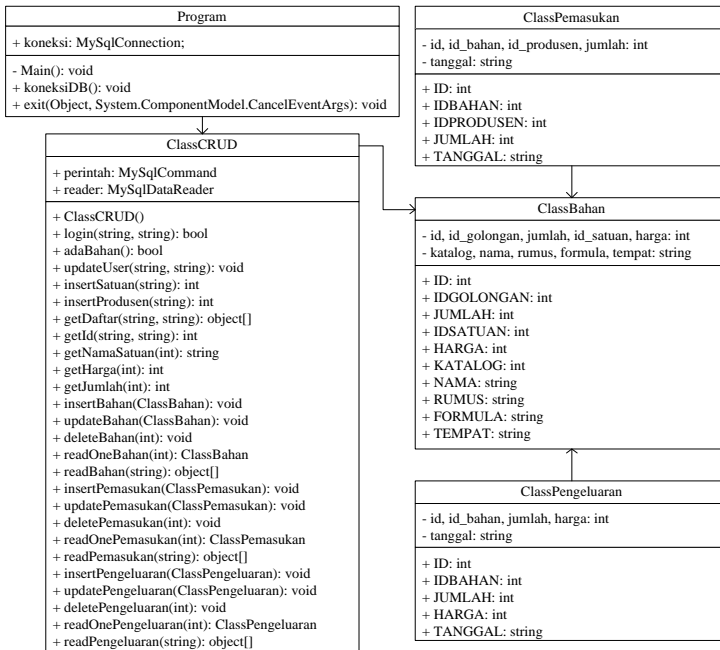 Program
+ koneksi: MySqlConnection;
- Main(): void
+ koneksiDB(): void
+ exit(Object, System.ComponentModel.CancelEventArgs): void
ClassCRUD
+ perintah: MySqlCommand
+ reader: MySqlDataReader
+ ClassCRUD()
+ login(string, string): bool
+ adaBahan(): bool
+ updateUser(string, string): void
+ insertSatuan(string): int
+ insertProdusen(string): int
+ getDaftar(string, string): object[]
+ getId(string, string): int
+ getNamaSatuan(int): string
+ getHarga(int): int
+ getJumlah(int): int
+ insertBahan(ClassBahan): void
+ updateBahan(ClassBahan): void
+ deleteBahan(int): void
+ readOneBahan(int): ClassBahan
+ readBahan(string): object[]
+ insertPemasukan(ClassPemasukan): void
+ updatePemasukan(ClassPemasukan): void
+ deletePemasukan(int): void
+ readOnePemasukan(int): ClassPemasukan
+ readPemasukan(string): object[]
+ insertPengeluaran(ClassPengeluaran): void
+ updatePengeluaran(ClassPengeluaran): void
+ deletePengeluaran(int): void
+ readOnePengeluaran(int): ClassPengeluaran
+ readPengeluaran(string): object[]
ClassPemasukan
- id, id_bahan, id_produsen, jumlah: int
- tanggal: string
+ ID: int
+ IDBAHAN: int
+ IDPRODUSEN: int
+ JUMLAH: int
+ TANGGAL: string
ClassBahan
- id, id_golongan, jumlah, id_satuan, harga: int
- katalog, nama, rumus, formula, tempat: string
+ ID: int
+ IDGOLONGAN: int
+ JUMLAH: int
+ IDSATUAN: int
+ HARGA: int
+ KATALOG: int
+ NAMA: string
+ RUMUS: string
+ FORMULA: string
+ TEMPAT: string
ClassPengeluaran
- id, id_bahan, jumlah, harga: int
- tanggal: string
+ ID: int
+ IDBAHAN: int
+ JUMLAH: int
+ HARGA: int
+ TANGGAL: string